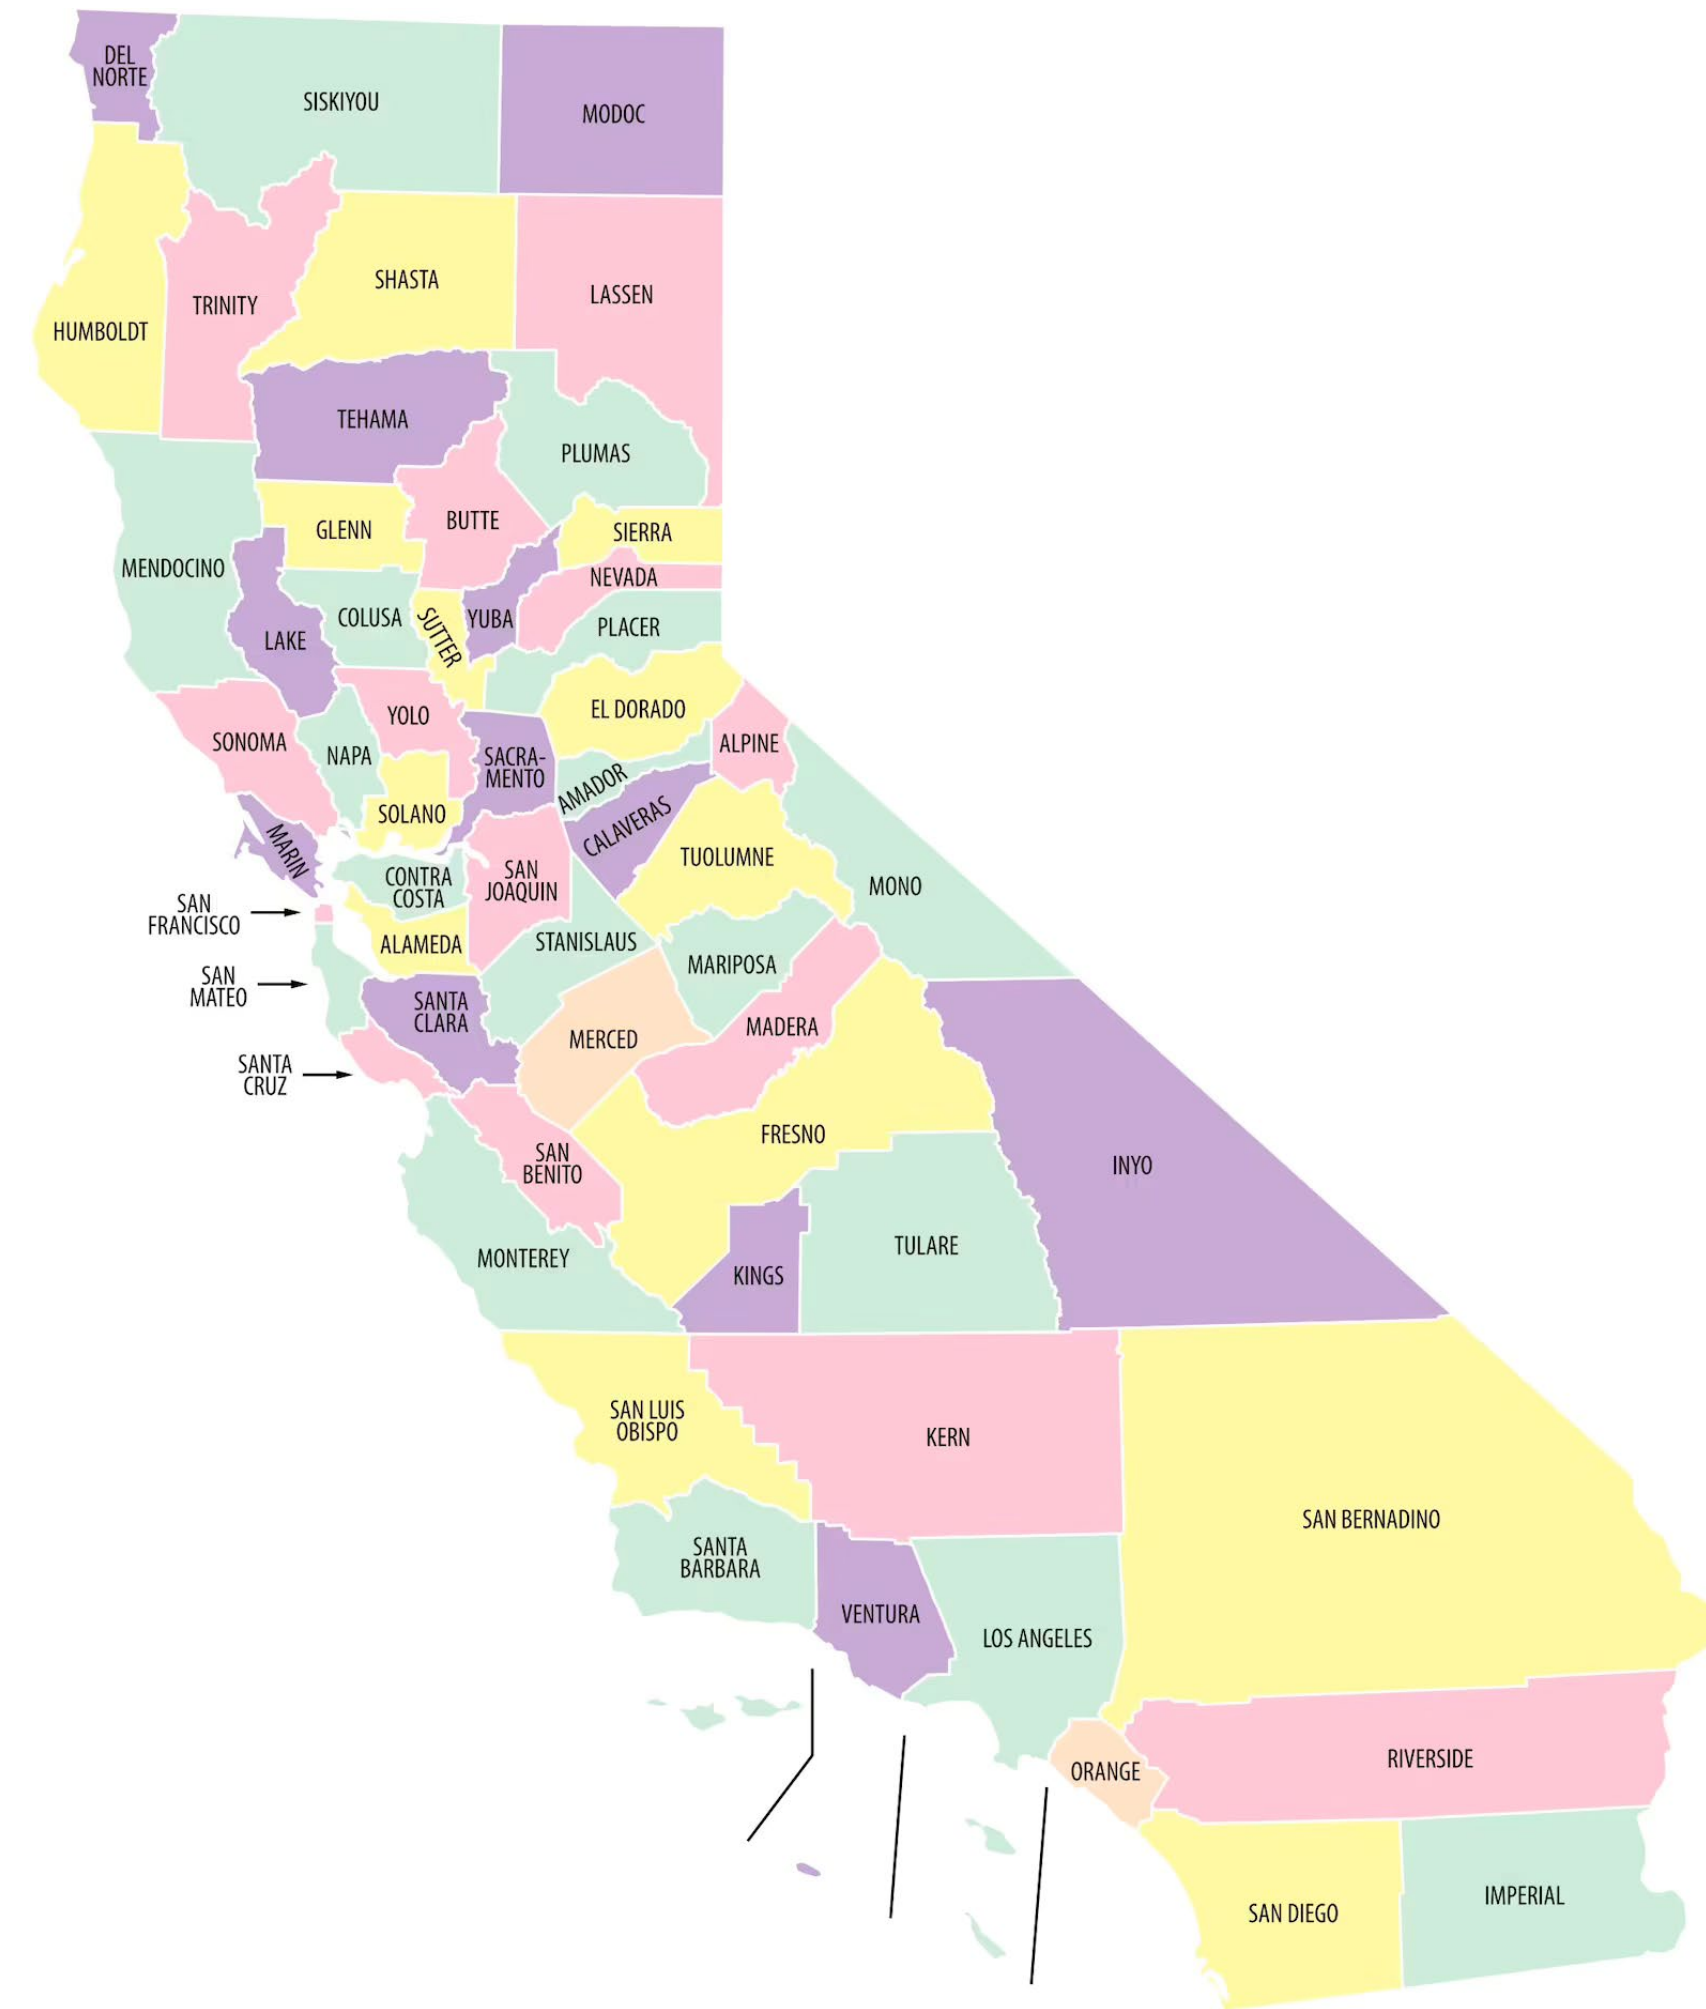 DEL
NORTE
SISKIYOU
MODOC
HUMBOLDT
TRINITY
SHASTA
LASSEN
TEHAMA
PLUMAS
MENDOCINO
GLENN
BUTTE
SIERRA
NEVADA
LAKE
COLUSA
SUTTER
YUBA
PLACER
SONOMA
NAPA
YOLO
SACRA-
MENTO
EL DORADO
ALPINE
AMADOR
SOLANO
CALAVERAS
MARIN
CONTRA
COSTA
SAN
JOAQUIN
TUOLUMNE
MONO
SAN
FRANCISCO
ALAMEDA
STANISLAUS
MARIPOSA
SAN
MATEO
SANTA
CLARA
MERCED
MADERA
SANTA
CRUZ
FRESNO
SAN
BENITO
INYO
MONTEREY
KINGS
TULARE
SAN LUIS
OBISPO
KERN
SAN BERNADINO
SANTA
BARBARA
VENTURA
LOS ANGELES
ORANGE
RIVERSIDE
SAN DIEGO
IMPERIAL